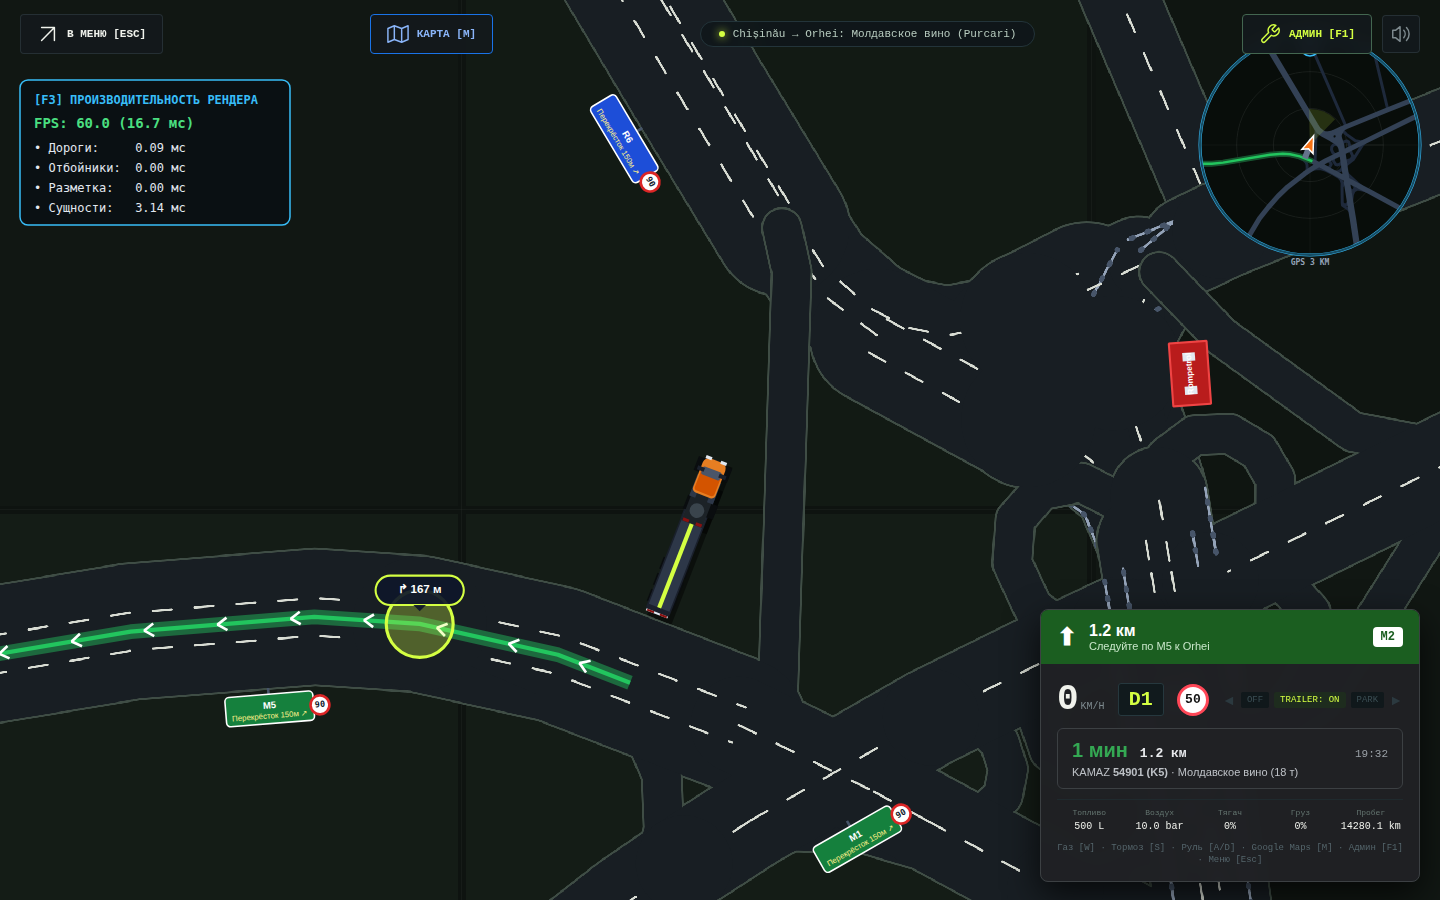 В МЕНЮ [ESC]
КАРТА [M]
Chişinău → Orhei: Молдавское вино (Purcari)
АДМИН [F1]
[F3] ПРОИЗВОДИТЕЛЬНОСТЬ РЕНДЕРА
FPS: 60.0 (16.7 мс)
• Дороги: 0.09 мс
• Отбойники: 0.00 мс
• Разметка: 0.00 мс
• Сущности: 3.14 мс
R6
Перекрёсток 150м ↗
90
GPS 3 KM
↱ 167 м
M5
Перекрёсток 150м ↗
90
M1
Перекрёсток 150м ↗
90
1.2 км
Следуйте по M5 к Orhei
M2
0 KM/H
D1
50
◀ OFF TRAILER: ON PARK ▶
1 мин 1.2 км 19:32
KAMAZ 54901 (K5) · Молдавское вино (18 т)
Топливо Воздух Тягач Груз Пробег
500 L 10.0 bar 0% 0% 14280.1 km
Газ [W] · Тормоз [S] · Руль [A/D] · Google Maps [M] · Админ [F1]
· Меню [Esc]